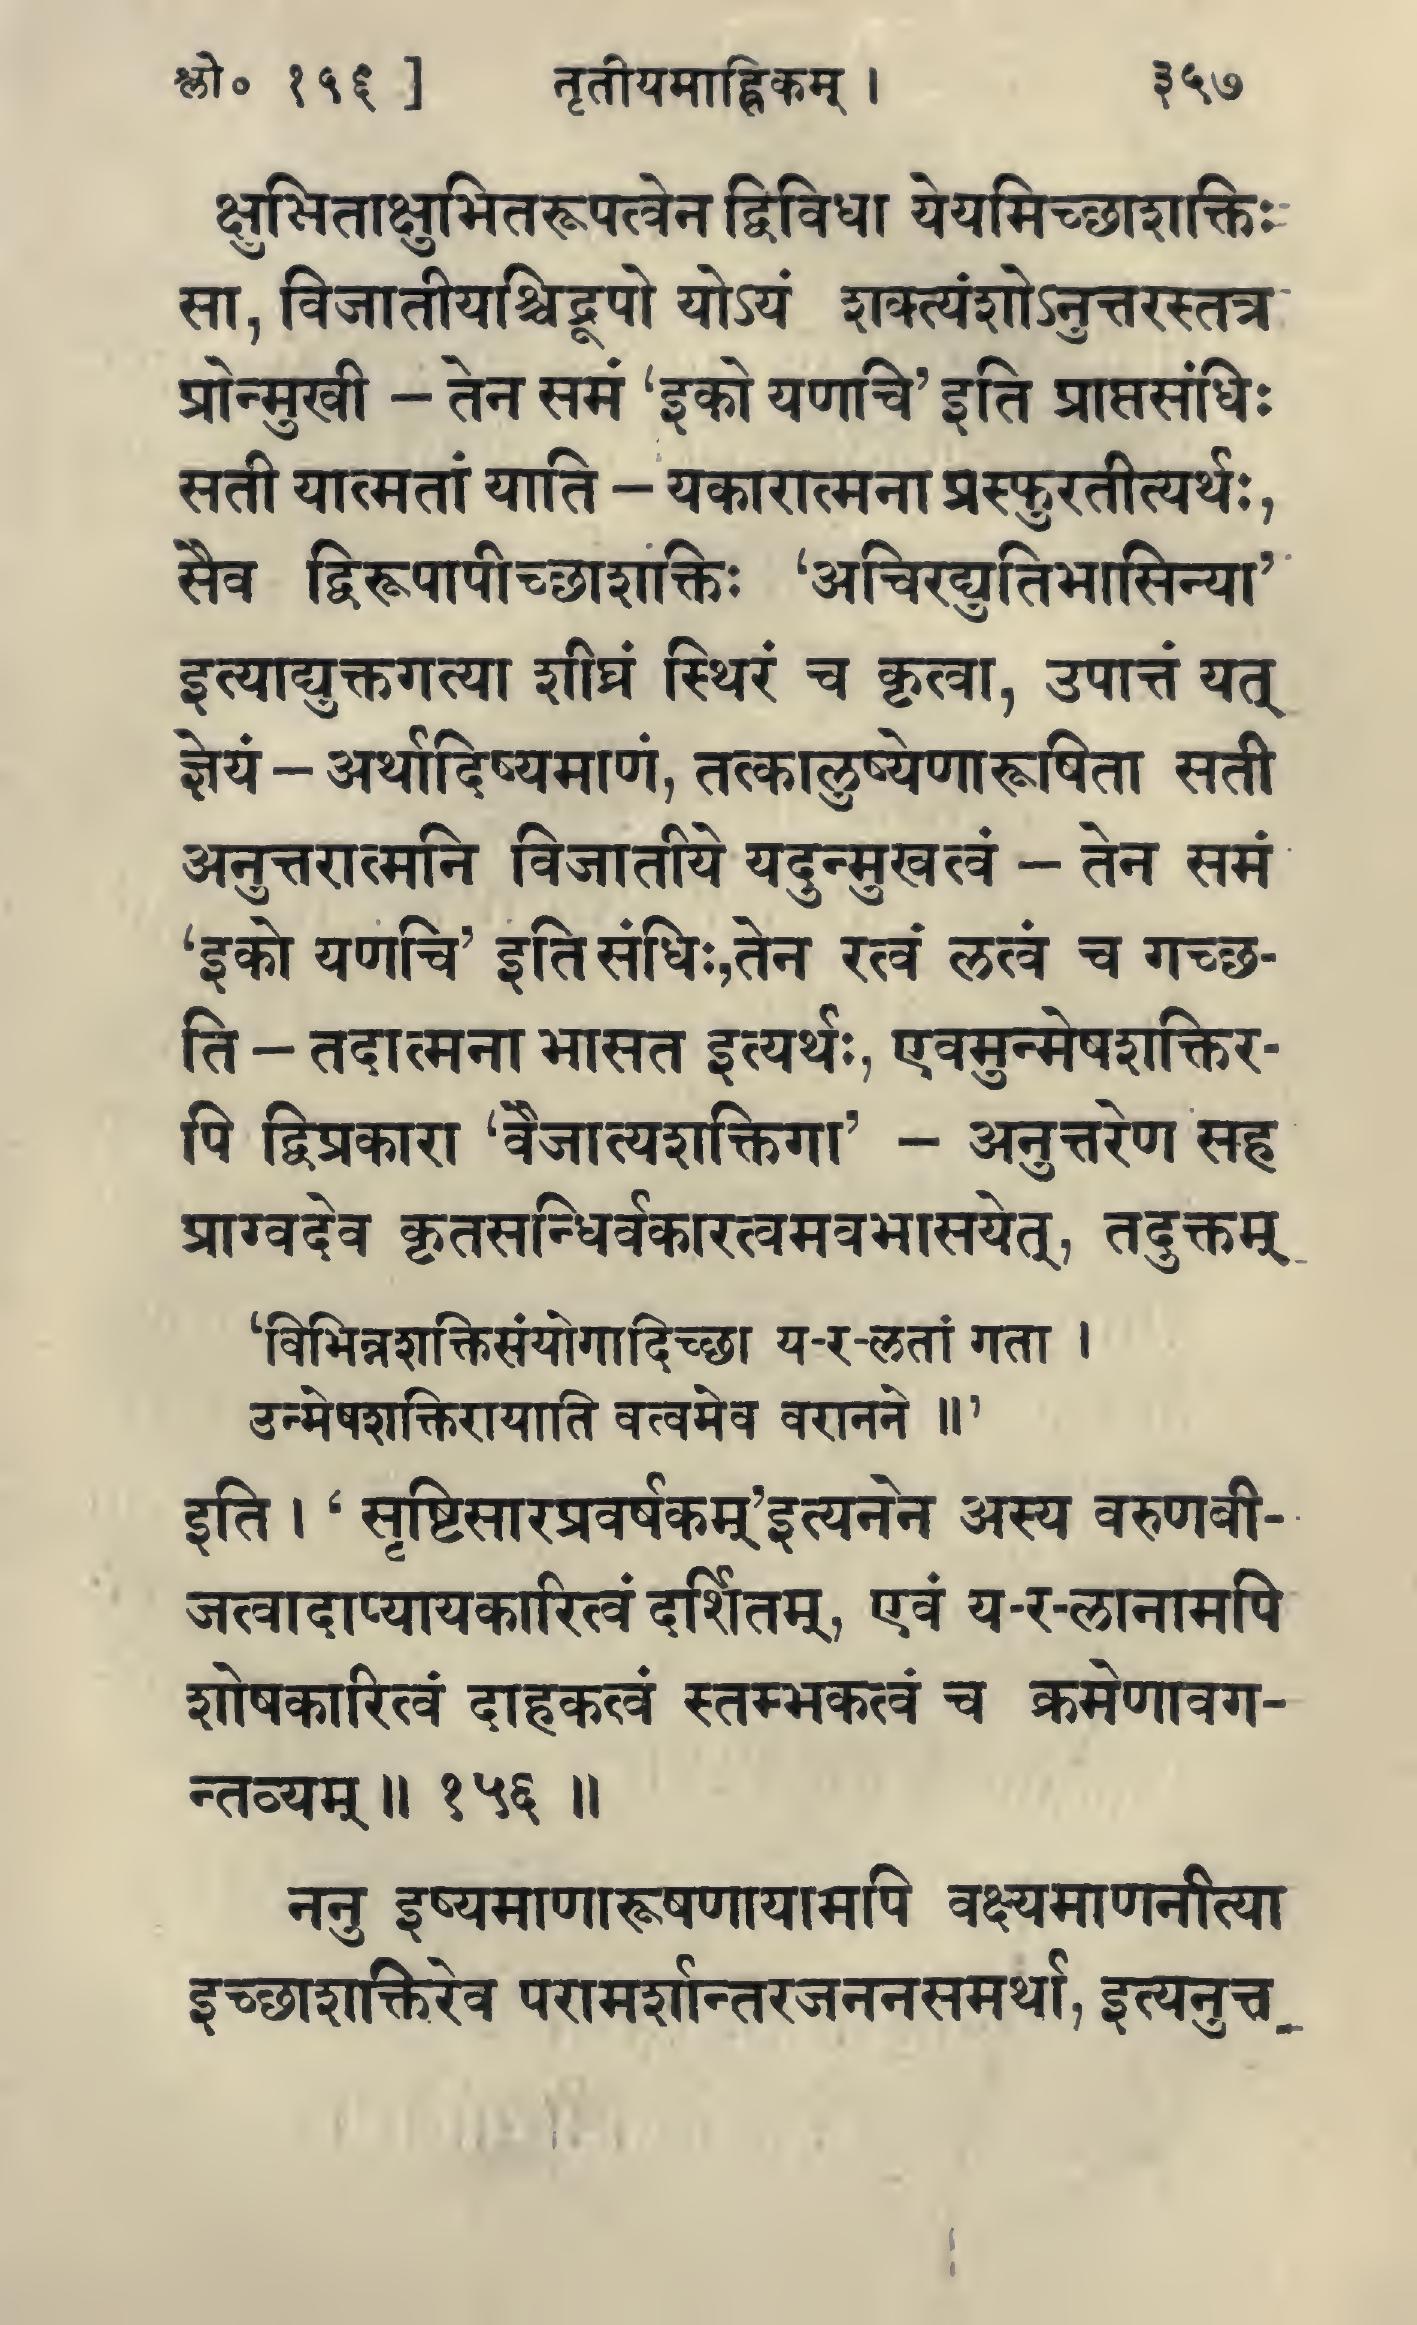 श्लो० १५६ ] तृतीयमाह्निकम् । ३५७
क्षुभिताक्षुभितरूपत्वेन द्विविधा येयमिच्छाशक्तिः
सा, विजातीयश्चिद्रूपो योऽयं शक्त्यंशोऽनुत्तरस्तत्र
प्रोन्मुखी – तेन समं ‘इको यणचि’ इति प्राप्तसंधिः
सती यात्मतां याति – यकारात्मना प्रस्फुरतीत्यर्थः,
सैव द्विरूपापीच्छाशक्तिः ‘अचिरद्युतिभासिन्या’
इत्याद्युक्तगत्या शीघ्रं स्थिरं च कृत्वा, उपात्तं यत्
ज्ञेयं – अर्थादिष्यमाणं, तत्कालुष्येणारूषिता सती
अनुत्तरात्मनि विजातीये यदुन्मुखत्वं – तेन समं
‘इको यणचि’ इति संधिः,तेन रत्वं लत्वं च गच्छ-
ति – तदात्मना भासत इत्यर्थः, एवमुन्मेषशक्तिर-
पि द्विप्रकारा ‘वैजात्यशक्तिगा’ – अनुत्तरेण सह
प्राग्वदेव कृतसन्धिर्वकारत्वमवभासयेत्, तदुक्तम्
‘विभिन्नशक्तिसंयोगादिच्छा य-र-लतां गता ।
उन्मेषशक्तिरायाति वत्वमेव वरानने ॥’
इति । ‘ सृष्टिसारप्रवर्षकम्’इत्यनेन अस्य वरुणबी-
जत्वादाप्यायकारित्वं दर्शितम्, एवं य-र-लानामपि
शोषकारित्वं दाहकत्वं स्तम्भकत्वं च क्रमेणावग-
न्तव्यम् ॥ १५६ ॥
ननु इष्यमाणारूषणायामपि वक्ष्यमाणनीत्या
इच्छाशक्तिरेव परामर्शान्तरजननसमर्था, इत्यनुत्त-